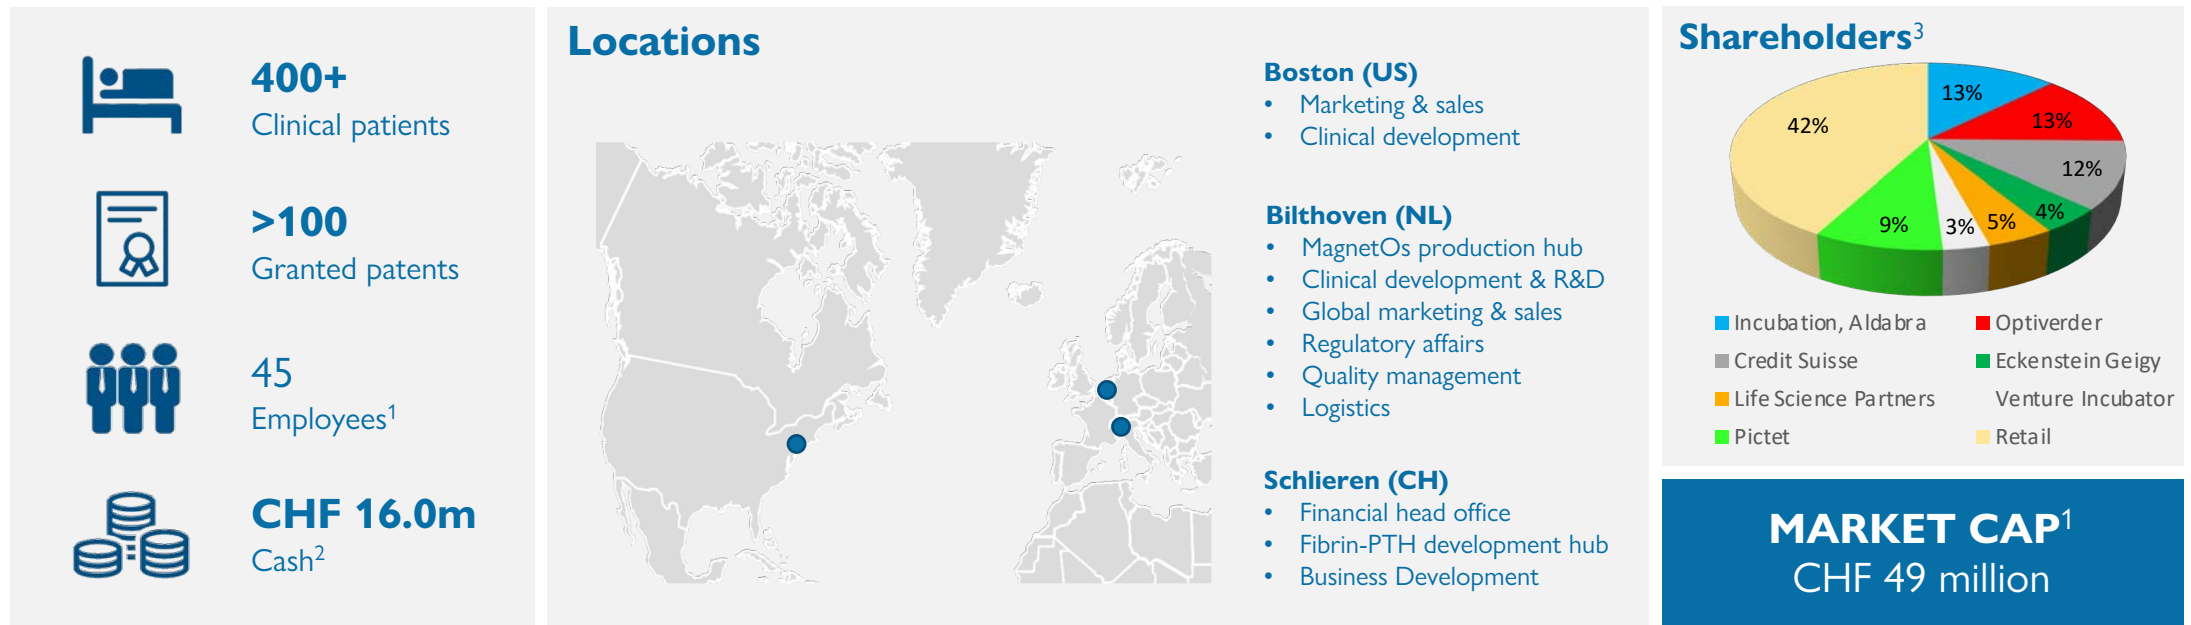 400+
Clinical patients
>100
Granted patents
45
Employees1
CHF 16.0m
Cash2
Locations
Boston (US)
• Marketing & sales
• Clinical development
Bilthoven (NL)
• MagnetOs production hub
• Clinical development & R&D
• Global marketing & sales
• Regulatory affairs
• Quality management
• Logistics
Schlieren (CH)
• Financial head office
• Fibrin-PTH development hub
• Business Development
Shareholders3
13%
13%
12%
4%
5%
3%
9%
42%
Incubation, Aldabra
Optiverder
Credit Suisse
Eckenstein Geigy
Life Science Partners
Venture Incubator
Pictet
Retail
MARKET CAP1
CHF 49 million